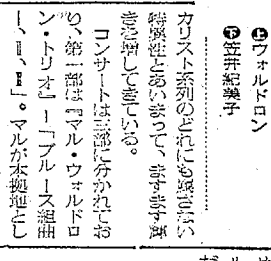 ㊤ウォルドロン
㊦笠井紀美子
カリスト系列のどれにも属さない
特異性とあいまって、ますます輝
きを増してきている。
コンサートは三部に分かれてお
り、第一部は『マル・ウォルドロ
ン・トリオ』―「ブルース組曲
Ⅰ、Ⅱ、Ⅲ」。マルが本拠地とし